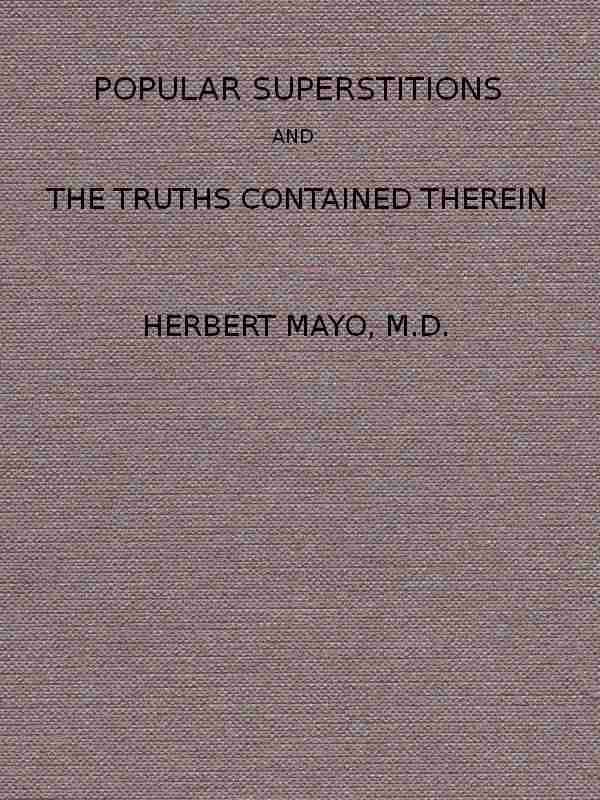 POPULAR SUPERSTITIONS
AND
THE TRUTHS CONTAINED THEREIN
HERBERT MAYO, M.D.